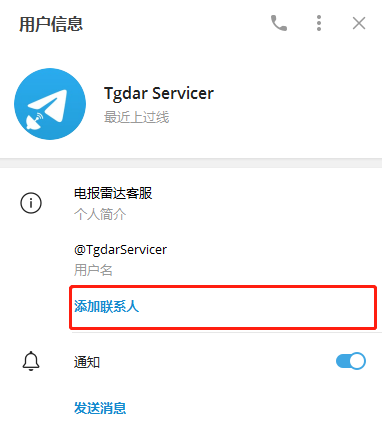 用户信息
Tgdar Servicer
最近上过线
电报雷达客服
个人简介
@TgdarServicer
用户名
添加联系人
通知
发送消息